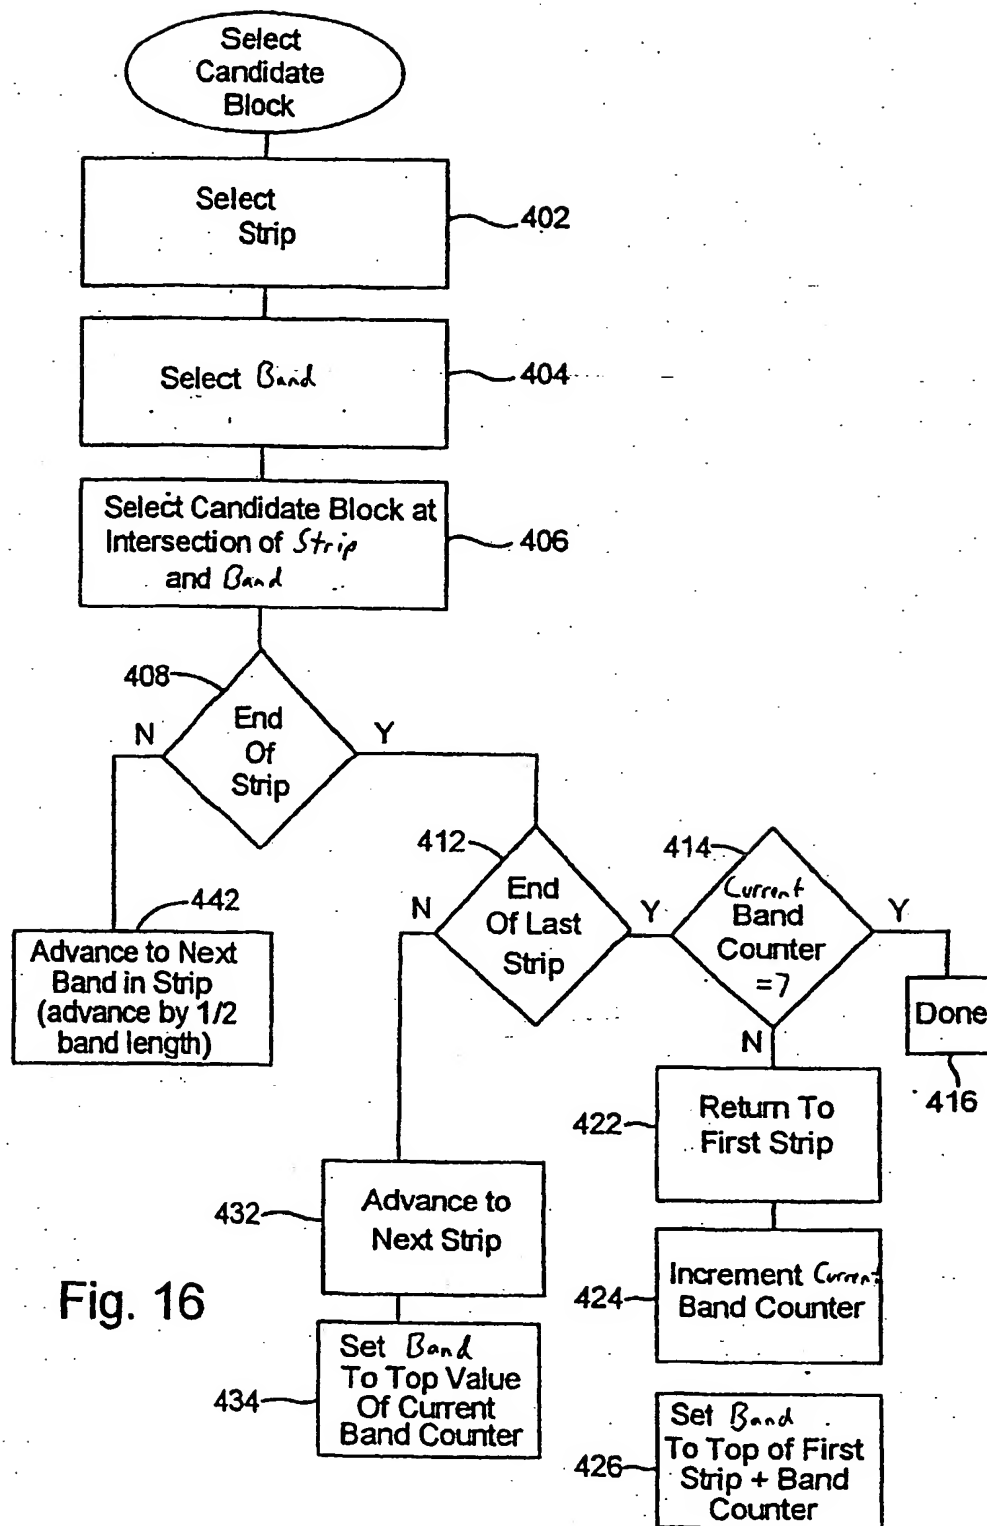 Select
Candidate
Block
Select
Strip
402
Select Band
404
Select Candidate Block at
Intersection of Strip
and Band
406
408
End
Of
Strip
N
Y
442
Advance to Next
Band in Strip
(advance by 1/2
band length)
412
End
Of Last
Strip
N
Y
414
Current
Band
Counter
=7
Y
N
Done
416
422
Return To
First Strip
432
Advance to
Next Strip
424
Increment Current
Band Counter
Fig. 16
434
Set Band
To Top Value
Of Current
Band Counter
426
Set Band
To Top of First
Strip + Band
Counter